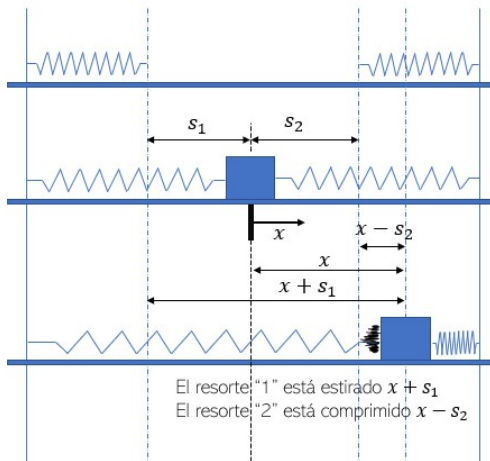 s₁ s₂
x
x − s₂
x
x + s₁
El resorte "1" está estirado x + s₁
El resorte "2" está comprimido x − s₂